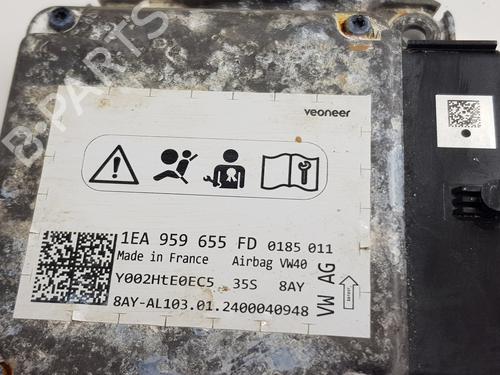 veoneer
1EA 959 655 FD 0185 011
Made in France Airbag VW40
Y002HtE0EC5 35S 8AY
8AY-AL103.01.2400040948
VW AG
B-PARTS